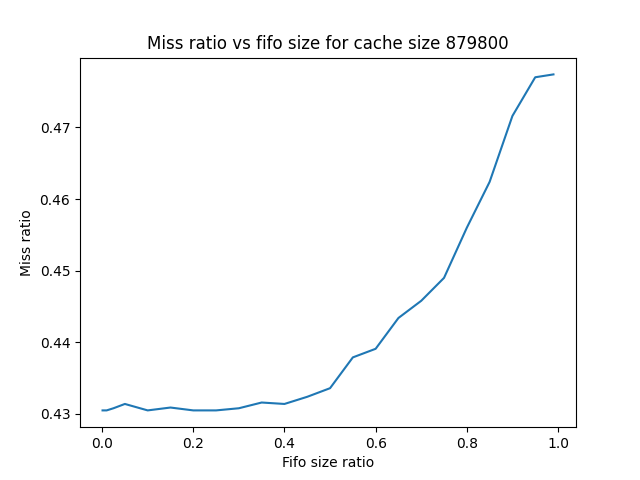 Miss ratio vs fifo size for cache size 879800
Miss ratio
0.47
0.46
0.45
0.44
0.43
0.0 0.2 0.4 0.6 0.8 1.0
Fifo size ratio